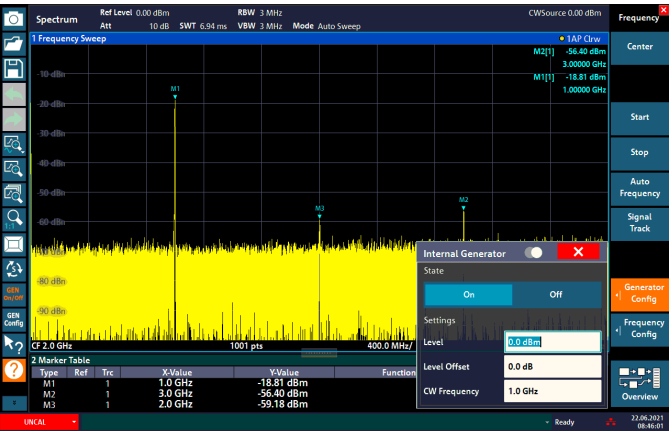 Spectrum
Ref Level 0.00 dBm RBW 3 MHz CWSource 0.00 dBm
Att 10 dB SWT 6.94 ms VBW 3 MHz Mode Auto Sweep
1 Frequency Sweep 1AP Clrw
M2[1] -56.40 dBm
3.00000 GHz
M1[1] -18.81 dBm
1.00000 GHz
-10 dBm
M1
-20 dBm
-30 dBm
-40 dBm
-50 dBm
M3
M2
-60 dBm
-80 dBm
-90 dBm
CF 2.0 GHz 1001 pts 400.0 MHz/
2 Marker Table
Type Ref Trc X-Value Y-Value Function
M1 1 1.0 GHz -18.81 dBm
M2 1 3.0 GHz -56.40 dBm
M3 1 2.0 GHz -59.18 dBm
Internal Generator
State
On Off
Settings
Level 0.0 dBm
Level Offset 0.0 dB
CW Frequency 1.0 GHz
Frequency
Center
Start
Stop
Auto
Frequency
Signal
Track
Generator
Config
Frequency
Config
Overview
1:1
GEN
On/Off
GEN
Config
UNCAL
Ready
22.06.2021
08:46:01